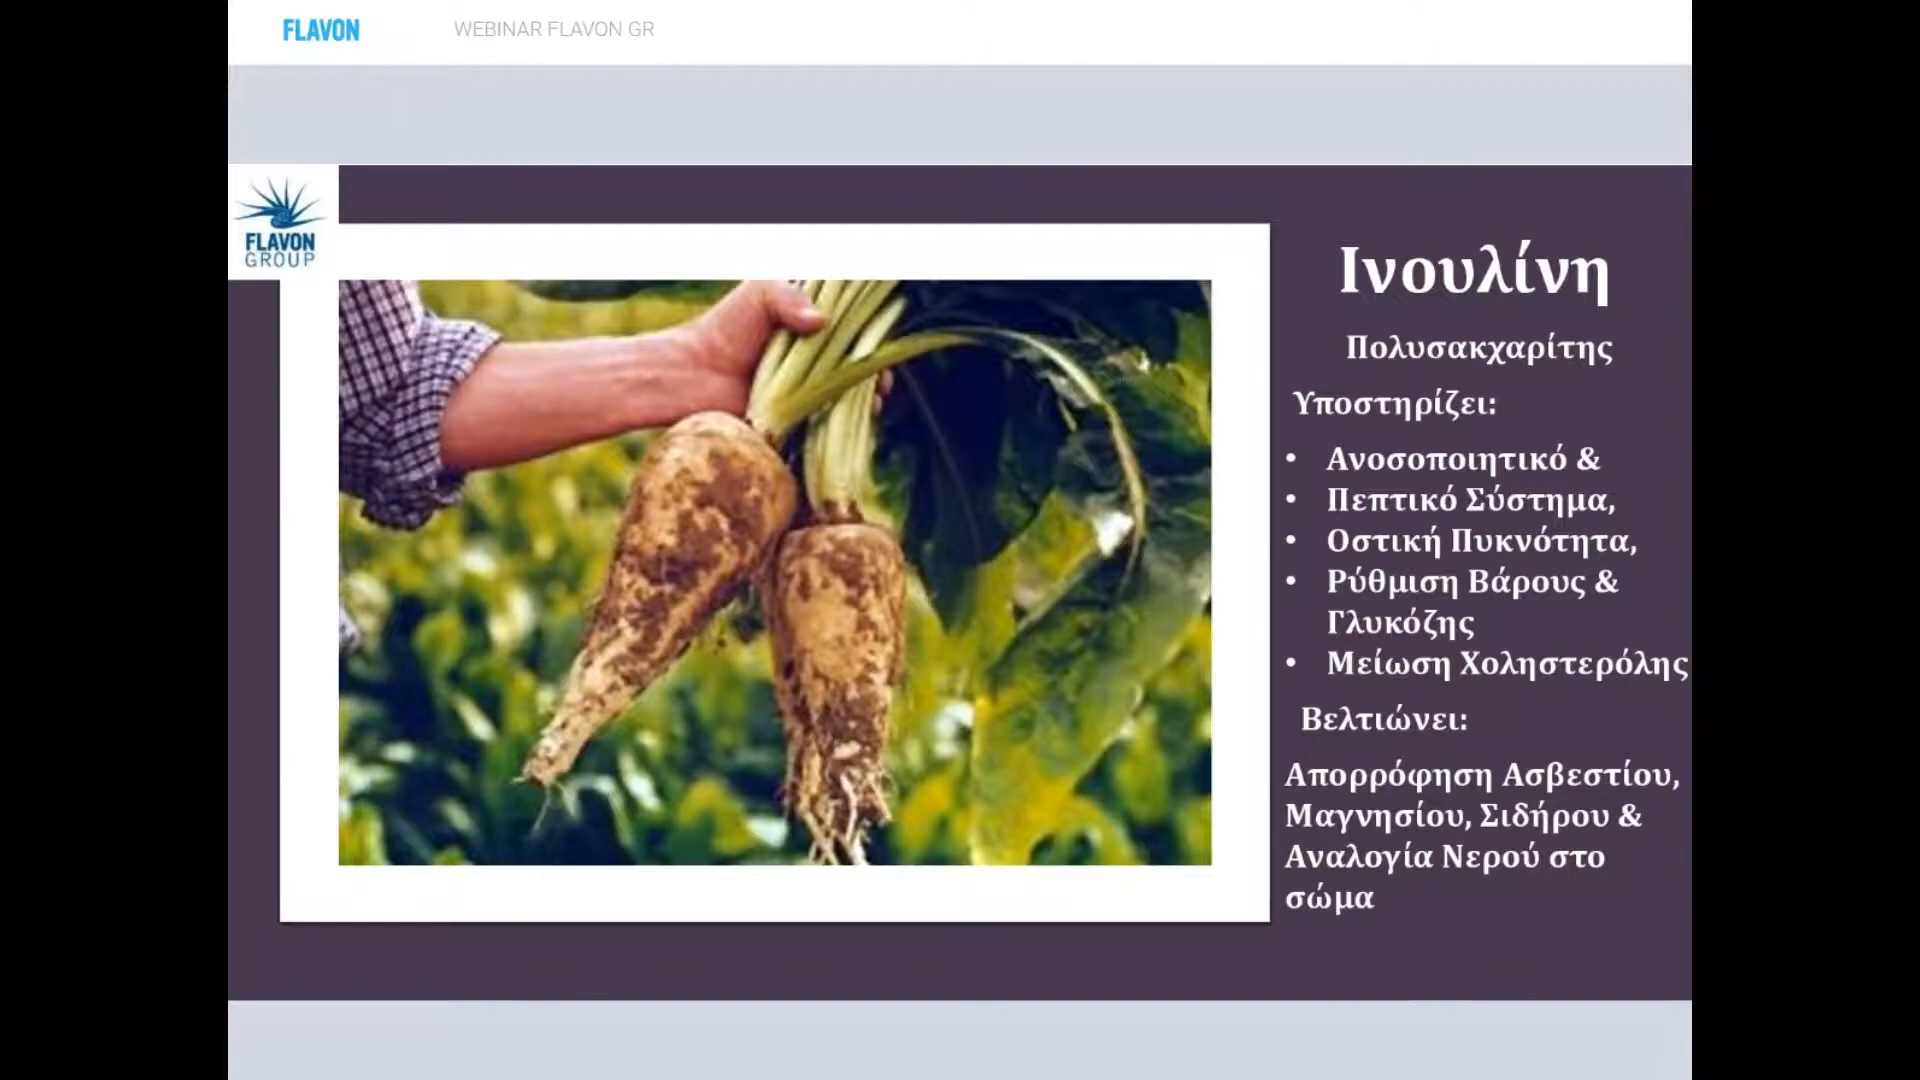 FLAVON
WEBINAR FLAVON GR
FLAVON
GROUP
Ινουλίνη
Πολυσακχαρίτης
Υποστηρίζει:
• Ανοσοποιητικό &
• Πεπτικό Σύστημα,
• Οστική Πυκνότητα,
• Ρύθμιση Βάρους &
Γλυκόζης
• Μείωση Χοληστερόλης
Βελτιώνει:
Απορρόφηση Ασβεστίου,
Μαγνησίου, Σιδήρου &
Αναλογία Νερού στο
σώμα